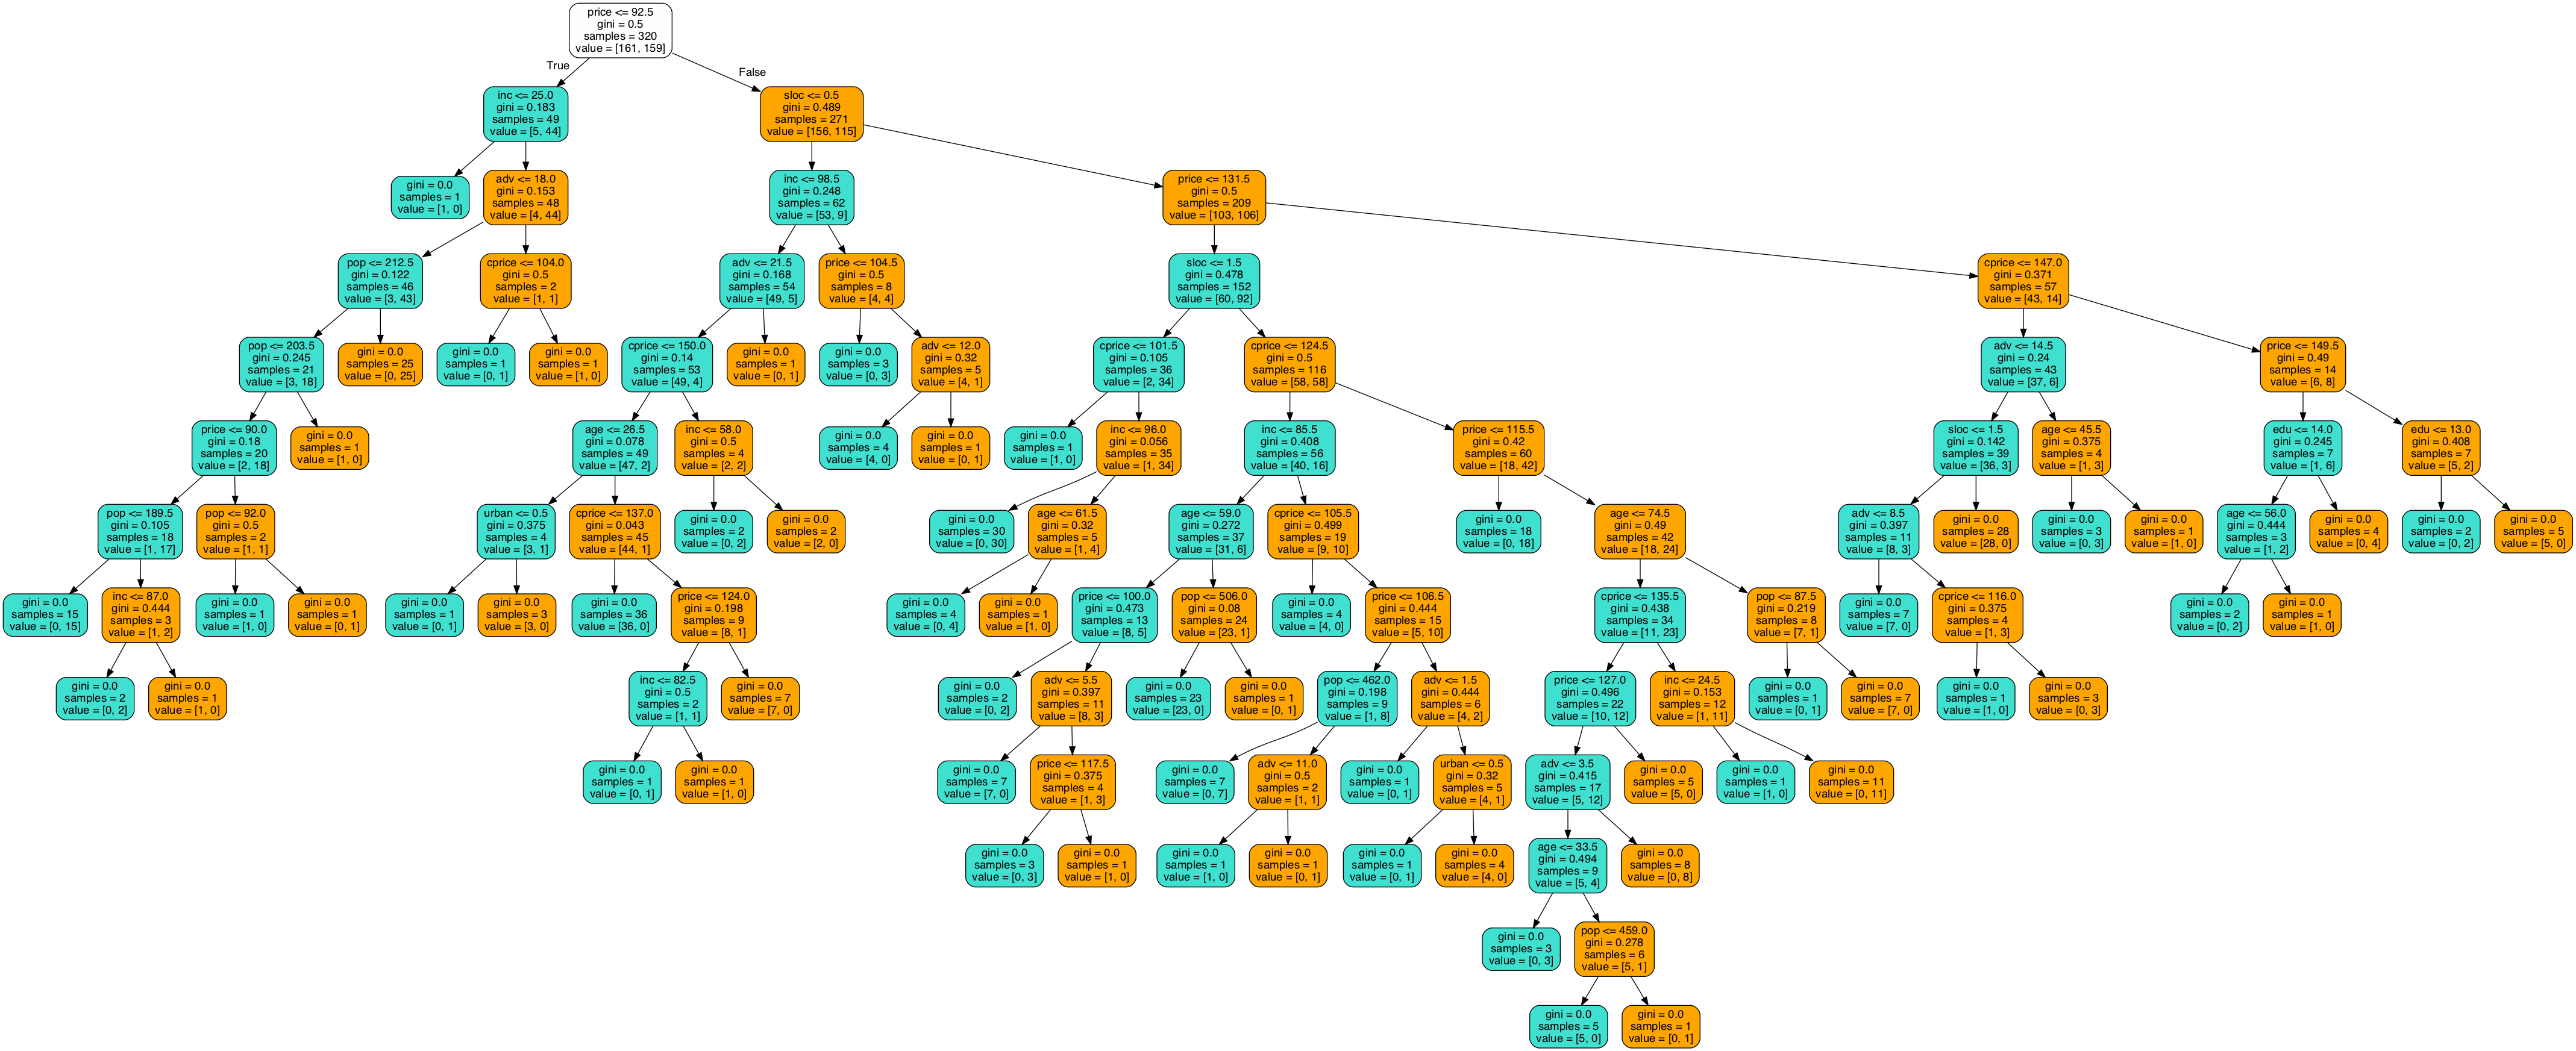 price <= 92.5
gini = 0.5
samples = 320
value = [161, 159]
True
False
inc <= 25.0
gini = 0.183
samples = 49
value = [5, 44]
sloc <= 0.5
gini = 0.489
samples = 271
value = [156, 115]
gini = 0.0
samples = 1
value = [1, 0]
adv <= 18.0
gini = 0.153
samples = 48
value = [4, 44]
inc <= 98.5
gini = 0.248
samples = 62
value = [53, 9]
price <= 131.5
gini = 0.5
samples = 209
value = [103, 106]
pop <= 212.5
gini = 0.122
samples = 46
value = [3, 43]
cprice <= 104.0
gini = 0.5
samples = 2
value = [1, 1]
adv <= 21.5
gini = 0.168
samples = 54
value = [49, 5]
price <= 104.5
gini = 0.5
samples = 8
value = [4, 4]
sloc <= 1.5
gini = 0.478
samples = 152
value = [60, 92]
cprice <= 147.0
gini = 0.371
samples = 57
value = [43, 14]
pop <= 203.5
gini = 0.245
samples = 21
value = [3, 18]
gini = 0.0
samples = 25
value = [0, 25]
gini = 0.0
samples = 1
value = [0, 1]
gini = 0.0
samples = 1
value = [1, 0]
cprice <= 150.0
gini = 0.14
samples = 53
value = [49, 4]
gini = 0.0
samples = 1
value = [0, 1]
gini = 0.0
samples = 3
value = [0, 3]
adv <= 12.0
gini = 0.32
samples = 5
value = [4, 1]
cprice <= 101.5
gini = 0.105
samples = 36
value = [2, 34]
cprice <= 124.5
gini = 0.5
samples = 116
value = [58, 58]
adv <= 14.5
gini = 0.24
samples = 43
value = [37, 6]
price <= 149.5
gini = 0.49
samples = 14
value = [6, 8]
price <= 90.0
gini = 0.18
samples = 20
value = [2, 18]
gini = 0.0
samples = 1
value = [1, 0]
age <= 26.5
gini = 0.078
samples = 49
value = [47, 2]
inc <= 58.0
gini = 0.5
samples = 4
value = [2, 2]
gini = 0.0
samples = 4
value = [4, 0]
gini = 0.0
samples = 1
value = [0, 1]
gini = 0.0
samples = 1
value = [1, 0]
inc <= 96.0
gini = 0.056
samples = 35
value = [1, 34]
inc <= 85.5
gini = 0.408
samples = 56
value = [40, 16]
price <= 115.5
gini = 0.42
samples = 60
value = [18, 42]
sloc <= 1.5
gini = 0.142
samples = 39
value = [36, 3]
age <= 45.5
gini = 0.375
samples = 4
value = [1, 3]
edu <= 14.0
gini = 0.245
samples = 7
value = [1, 6]
edu <= 13.0
gini = 0.408
samples = 7
value = [5, 2]
pop <= 189.5
gini = 0.105
samples = 18
value = [1, 17]
pop <= 92.0
gini = 0.5
samples = 2
value = [1, 1]
urban <= 0.5
gini = 0.375
samples = 4
value = [3, 1]
cprice <= 137.0
gini = 0.043
samples = 45
value = [44, 1]
gini = 0.0
samples = 2
value = [0, 2]
gini = 0.0
samples = 2
value = [2, 0]
gini = 0.0
samples = 30
value = [0, 30]
age <= 61.5
gini = 0.32
samples = 5
value = [1, 4]
age <= 59.0
gini = 0.272
samples = 37
value = [31, 6]
cprice <= 105.5
gini = 0.499
samples = 19
value = [9, 10]
gini = 0.0
samples = 18
value = [0, 18]
age <= 74.5
gini = 0.49
samples = 42
value = [18, 24]
adv <= 8.5
gini = 0.397
samples = 11
value = [8, 3]
gini = 0.0
samples = 28
value = [28, 0]
gini = 0.0
samples = 3
value = [0, 3]
gini = 0.0
samples = 1
value = [1, 0]
age <= 56.0
gini = 0.444
samples = 3
value = [1, 2]
gini = 0.0
samples = 4
value = [0, 4]
gini = 0.0
samples = 2
value = [0, 2]
gini = 0.0
samples = 5
value = [5, 0]
gini = 0.0
samples = 15
value = [0, 15]
inc <= 87.0
gini = 0.444
samples = 3
value = [1, 2]
gini = 0.0
samples = 1
value = [1, 0]
gini = 0.0
samples = 1
value = [0, 1]
gini = 0.0
samples = 1
value = [0, 1]
gini = 0.0
samples = 3
value = [3, 0]
gini = 0.0
samples = 36
value = [36, 0]
price <= 124.0
gini = 0.198
samples = 9
value = [8, 1]
gini = 0.0
samples = 4
value = [0, 4]
gini = 0.0
samples = 1
value = [1, 0]
price <= 100.0
gini = 0.473
samples = 13
value = [8, 5]
pop <= 506.0
gini = 0.08
samples = 24
value = [23, 1]
gini = 0.0
samples = 4
value = [4, 0]
price <= 106.5
gini = 0.444
samples = 15
value = [5, 10]
cprice <= 135.5
gini = 0.438
samples = 34
value = [11, 23]
pop <= 87.5
gini = 0.219
samples = 8
value = [7, 1]
gini = 0.0
samples = 7
value = [7, 0]
cprice <= 116.0
gini = 0.375
samples = 4
value = [1, 3]
gini = 0.0
samples = 2
value = [0, 2]
gini = 0.0
samples = 1
value = [1, 0]
gini = 0.0
samples = 2
value = [0, 2]
gini = 0.0
samples = 1
value = [1, 0]
inc <= 82.5
gini = 0.5
samples = 2
value = [1, 1]
gini = 0.0
samples = 7
value = [7, 0]
gini = 0.0
samples = 2
value = [0, 2]
adv <= 5.5
gini = 0.397
samples = 11
value = [8, 3]
gini = 0.0
samples = 23
value = [23, 0]
gini = 0.0
samples = 1
value = [0, 1]
pop <= 462.0
gini = 0.198
samples = 9
value = [1, 8]
adv <= 1.5
gini = 0.444
samples = 6
value = [4, 2]
price <= 127.0
gini = 0.496
samples = 22
value = [10, 12]
inc <= 24.5
gini = 0.153
samples = 12
value = [1, 11]
gini = 0.0
samples = 1
value = [0, 1]
gini = 0.0
samples = 7
value = [7, 0]
gini = 0.0
samples = 1
value = [1, 0]
gini = 0.0
samples = 3
value = [0, 3]
gini = 0.0
samples = 1
value = [0, 1]
gini = 0.0
samples = 1
value = [1, 0]
gini = 0.0
samples = 7
value = [7, 0]
price <= 117.5
gini = 0.375
samples = 4
value = [1, 3]
gini = 0.0
samples = 7
value = [0, 7]
adv <= 11.0
gini = 0.5
samples = 2
value = [1, 1]
gini = 0.0
samples = 1
value = [0, 1]
urban <= 0.5
gini = 0.32
samples = 5
value = [4, 1]
adv <= 3.5
gini = 0.415
samples = 17
value = [5, 12]
gini = 0.0
samples = 5
value = [5, 0]
gini = 0.0
samples = 1
value = [1, 0]
gini = 0.0
samples = 11
value = [0, 11]
gini = 0.0
samples = 3
value = [0, 3]
gini = 0.0
samples = 1
value = [1, 0]
gini = 0.0
samples = 1
value = [1, 0]
gini = 0.0
samples = 1
value = [0, 1]
gini = 0.0
samples = 1
value = [0, 1]
gini = 0.0
samples = 4
value = [4, 0]
age <= 33.5
gini = 0.494
samples = 9
value = [5, 4]
gini = 0.0
samples = 8
value = [0, 8]
gini = 0.0
samples = 3
value = [0, 3]
pop <= 459.0
gini = 0.278
samples = 6
value = [5, 1]
gini = 0.0
samples = 5
value = [5, 0]
gini = 0.0
samples = 1
value = [0, 1]